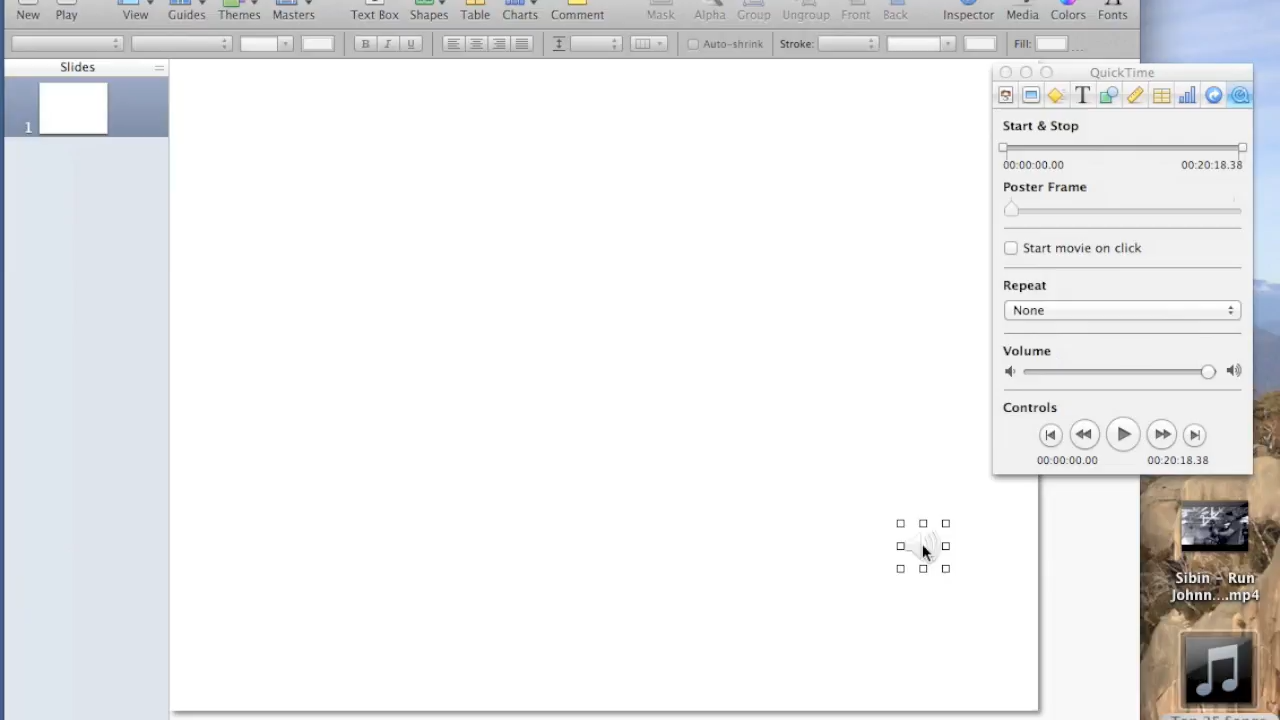 New Play View Guides Themes Masters Text Box Shapes Table Charts Comment Mask Alpha Group Ungroup Front Back Inspector Media Colors Fonts
B I U Auto-shrink Stroke: Fill:
Slides
1
QuickTime
T
Start & Stop
00:00:00.00 00:20:18.38
Poster Frame
Start movie on click
Repeat
None
Volume
Controls
00:00:00.00 00:20:18.38
Sibin – Run
Johnn....mp4